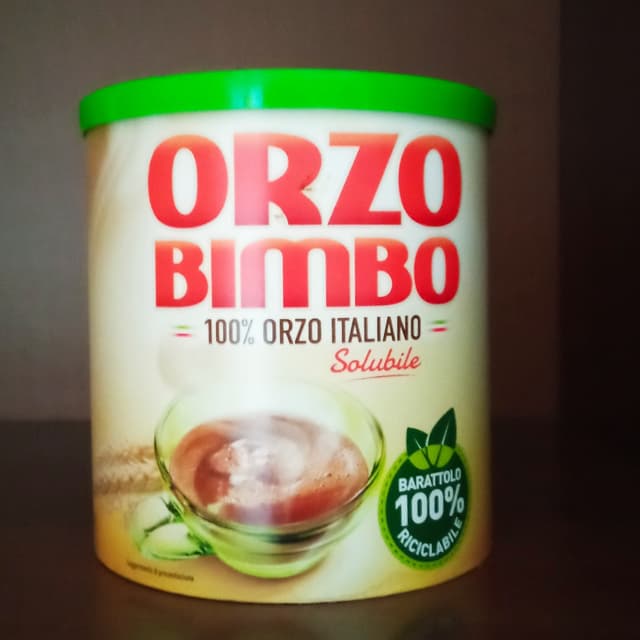 ORZO
BIMBO
100% ORZO ITALIANO
Solubile
BARATTOLO
100%
RICICLABILE